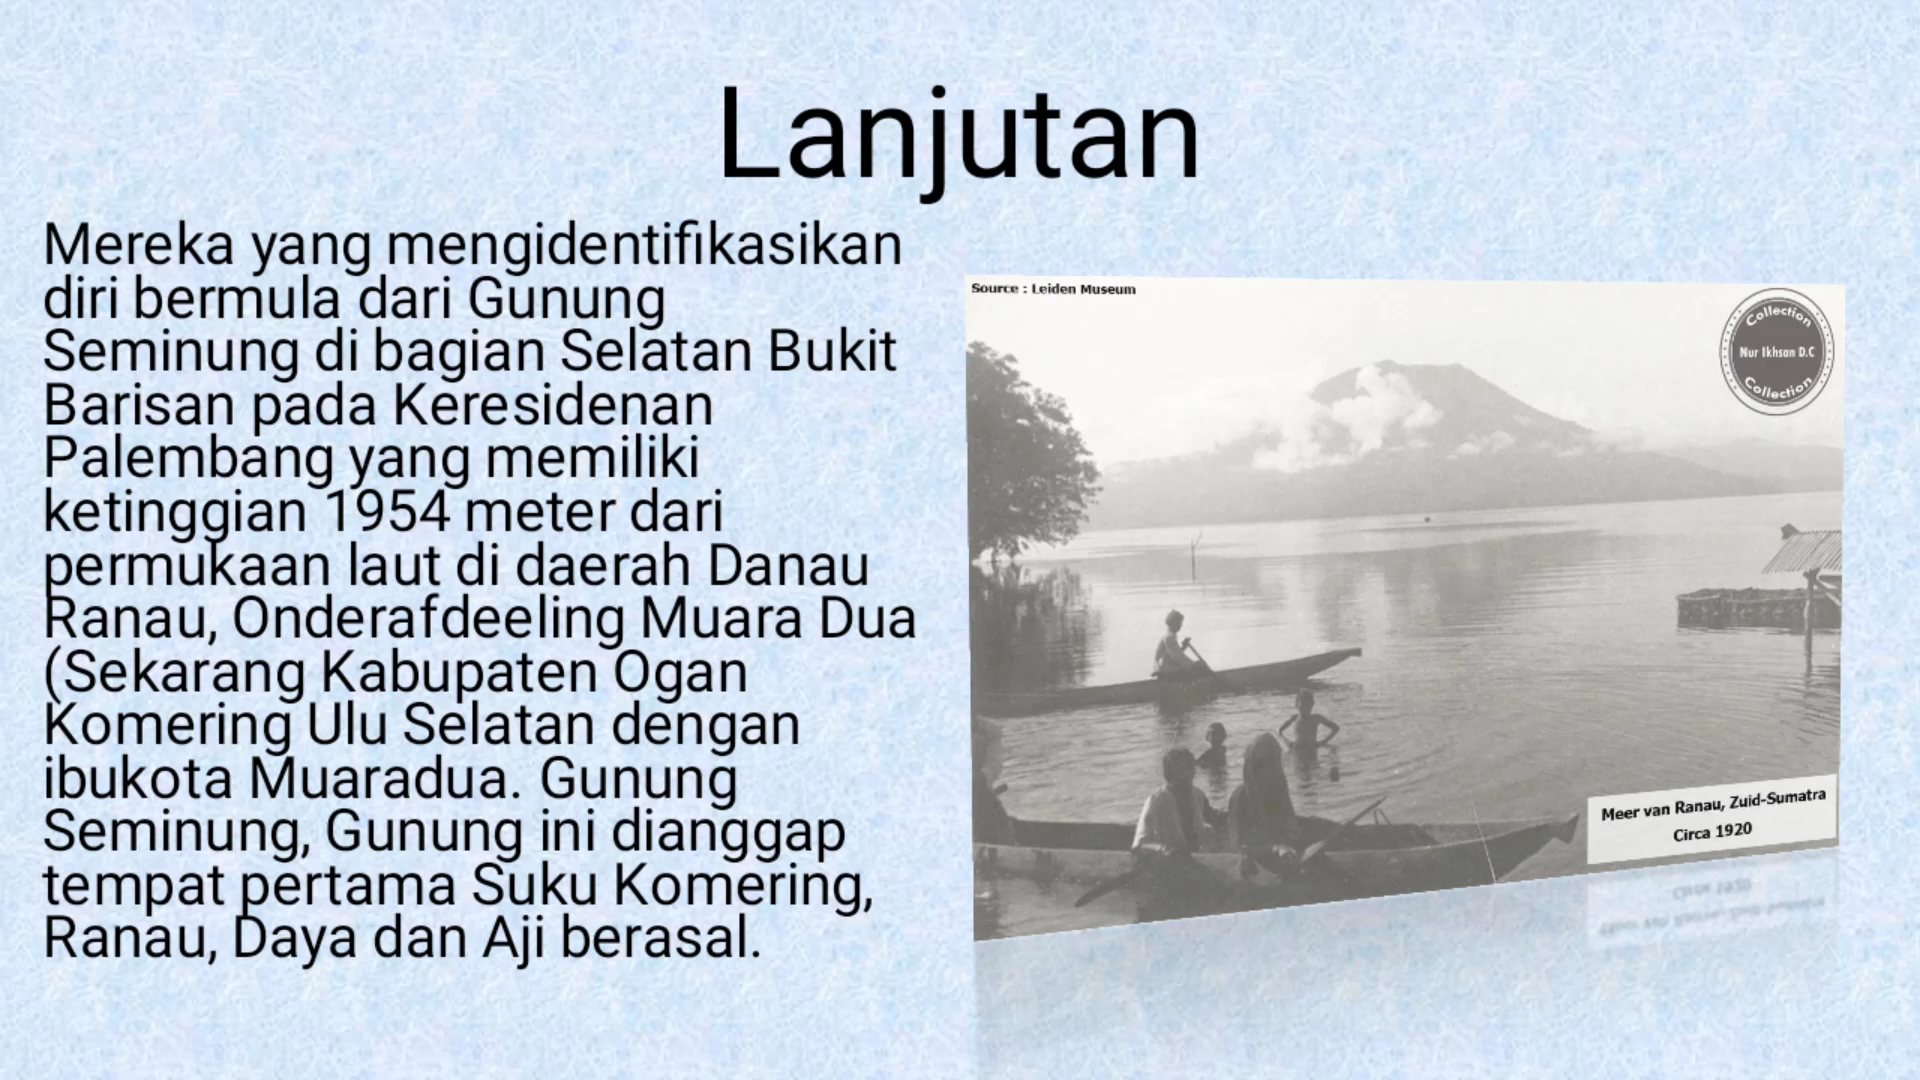 Lanjutan
Mereka yang mengidentifikasikan
diri bermula dari Gunung
Seminung di bagian Selatan Bukit
Barisan pada Keresidenan
Palembang yang memiliki
ketinggian 1954 meter dari
permukaan laut di daerah Danau
Ranau, Onderafdeeling Muara Dua
(Sekarang Kabupaten Ogan
Komering Ulu Selatan dengan
ibukota Muaradua. Gunung
Seminung, Gunung ini dianggap
tempat pertama Suku Komering,
Ranau, Daya dan Aji berasal.
Source : Leiden Museum
Collection
Nur Ikhsan D.C
Collection
Meer van Ranau, Zuid-Sumatra
Circa 1920